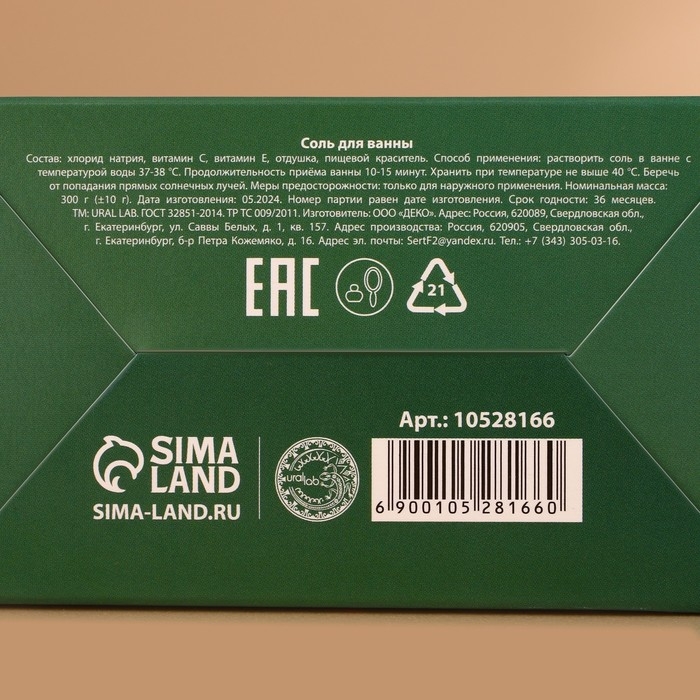 Соль для ванны
Состав: хлорид натрия, витамин С, витамин Е, отдушка, пищевой краситель. Способ применения: растворить соль в ванне с
температурой воды 37-38 °С. Продолжительность приёма ванны 10-15 минут. Хранить при температуре не выше 40 °С. Беречь
от попадания прямых солнечных лучей. Меры предосторожности: только для наружного применения. Номинальная масса:
300 г (±10 г). Дата изготовления: 05.2024. Номер партии равен дате изготовления. Срок годности: 36 месяцев.
ТМ: URAL LAB. ГОСТ 32851-2014. ТР ТС 009/2011. Изготовитель: ООО «ДЕКО». Адрес: Россия, 620089, Свердловская обл.,
г. Екатеринбург, ул. Саввы Белых, д. 1, кв. 157. Адрес производства: Россия, 620905, Свердловская обл.,
г. Екатеринбург, б-р Петра Кожемяко, д. 16. Адрес эл. почты: SertF2@yandex.ru. Тел.: +7 (343) 305-03-16.
EAC
21
Арт.: 10528166
SIMA
LAND
SIMA-LAND.RU
ural lab
6 900105 281660